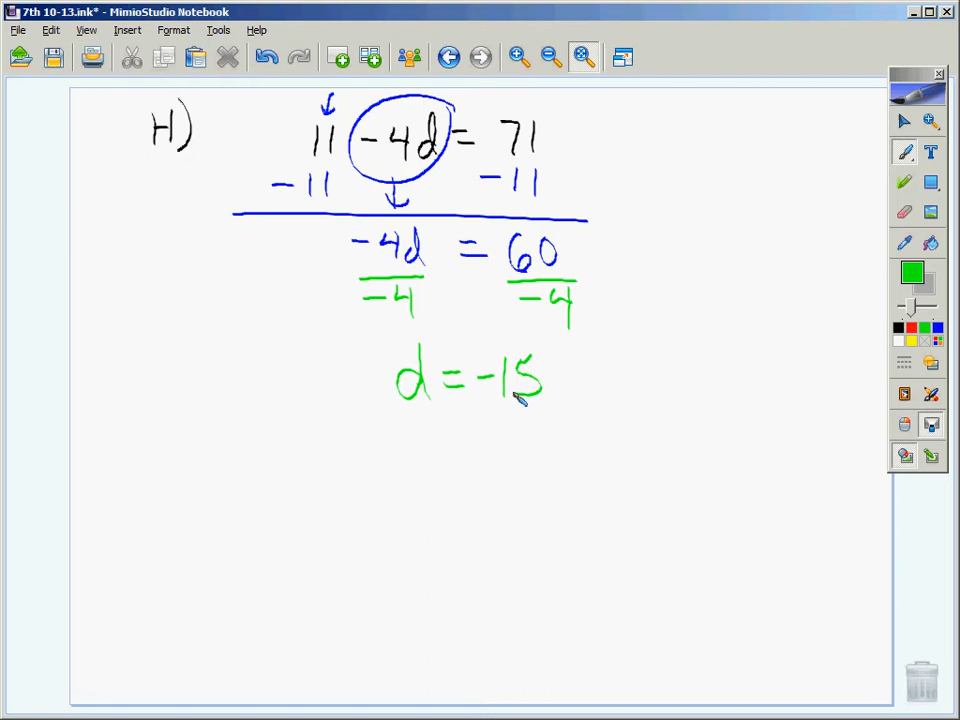 7th 10-13.ink* - MimioStudio Notebook
File Edit View Insert Format Tools Help
H) 11 - 4d = 71
-11 -11
-4d = 60
-4 -4
d = -15
T